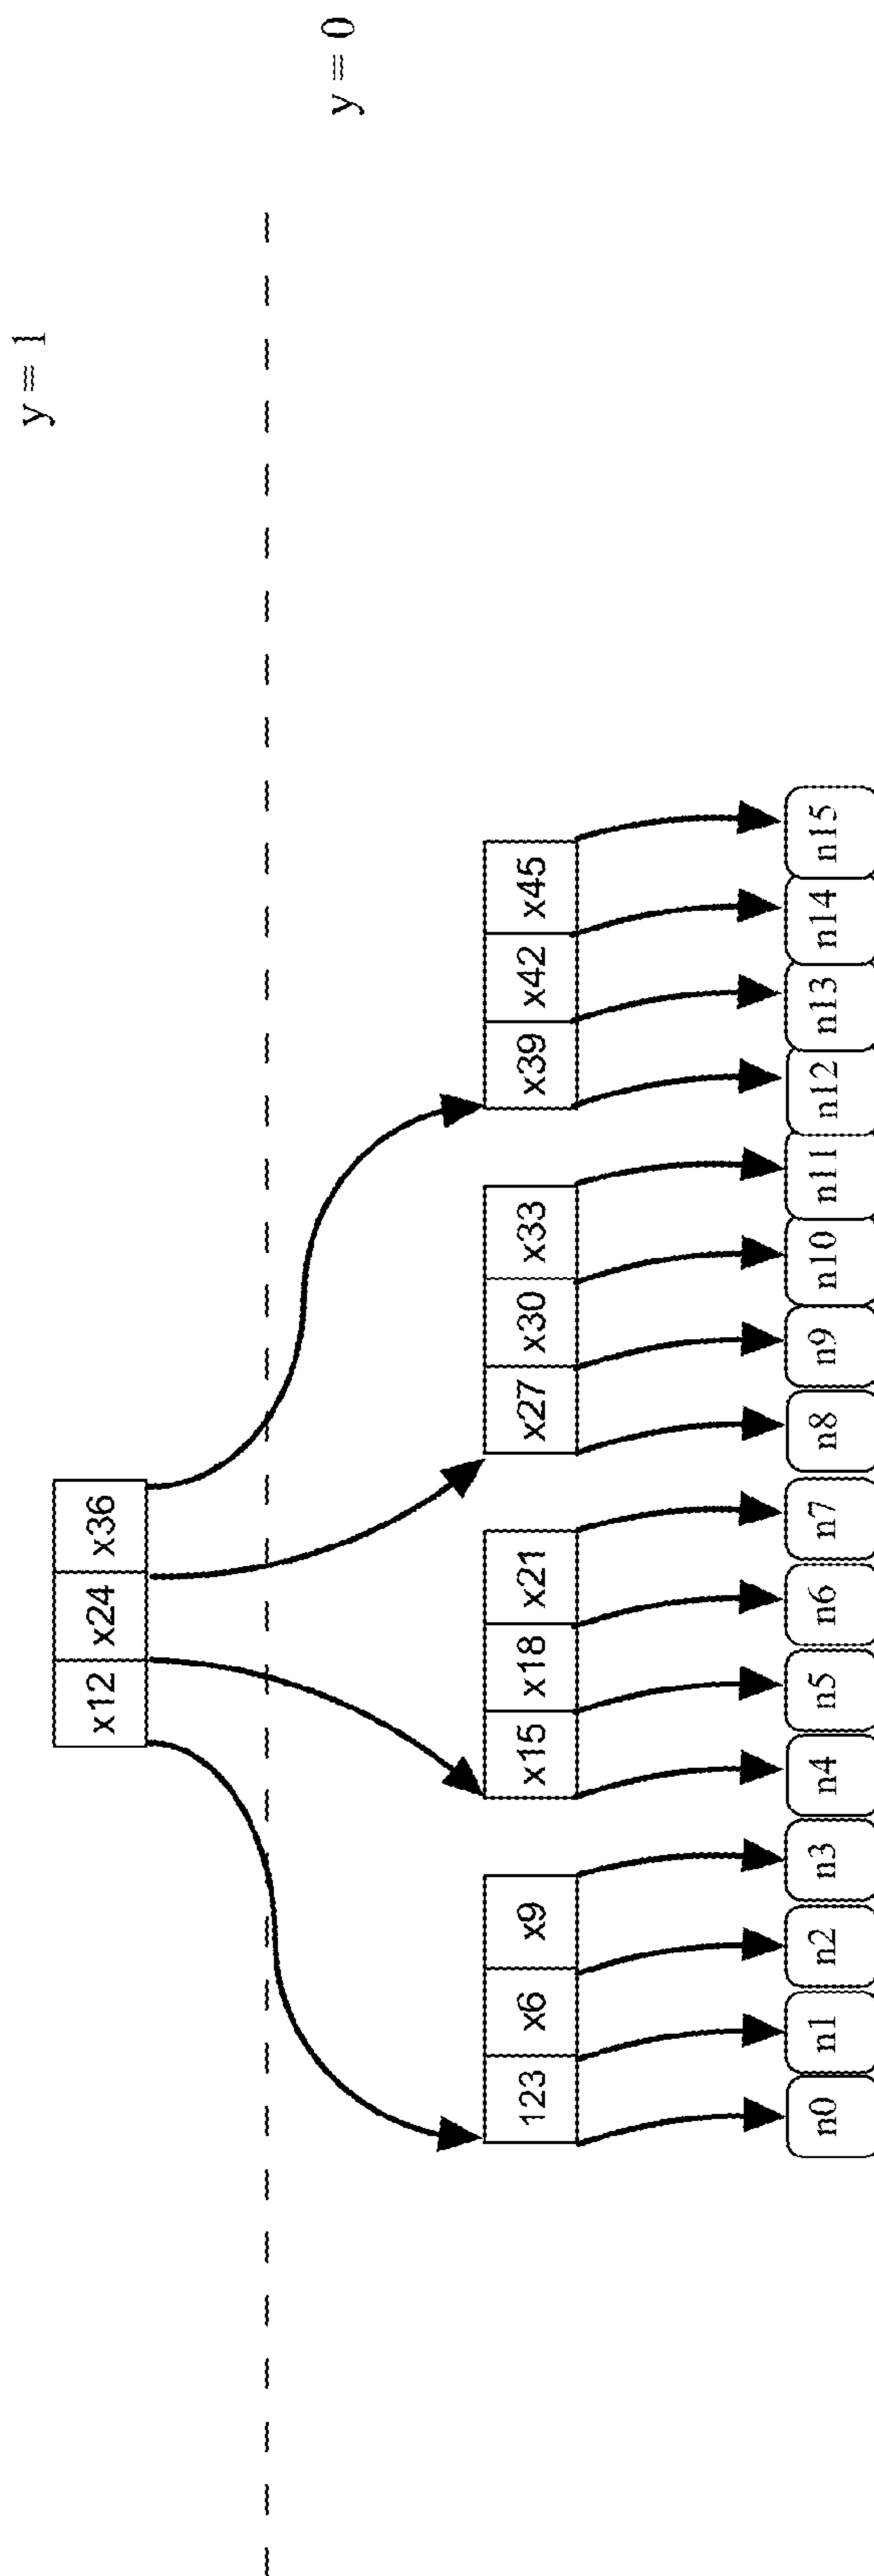 y = 1
x12 x24 x36
y = 0
123 x6 x9 x15 x18 x21 x27 x30 x33 x39 x42 x45
n0 n1 n2 n3 n4 n5 n6 n7 n8 n9 n10 n11 n12 n13 n14 n15